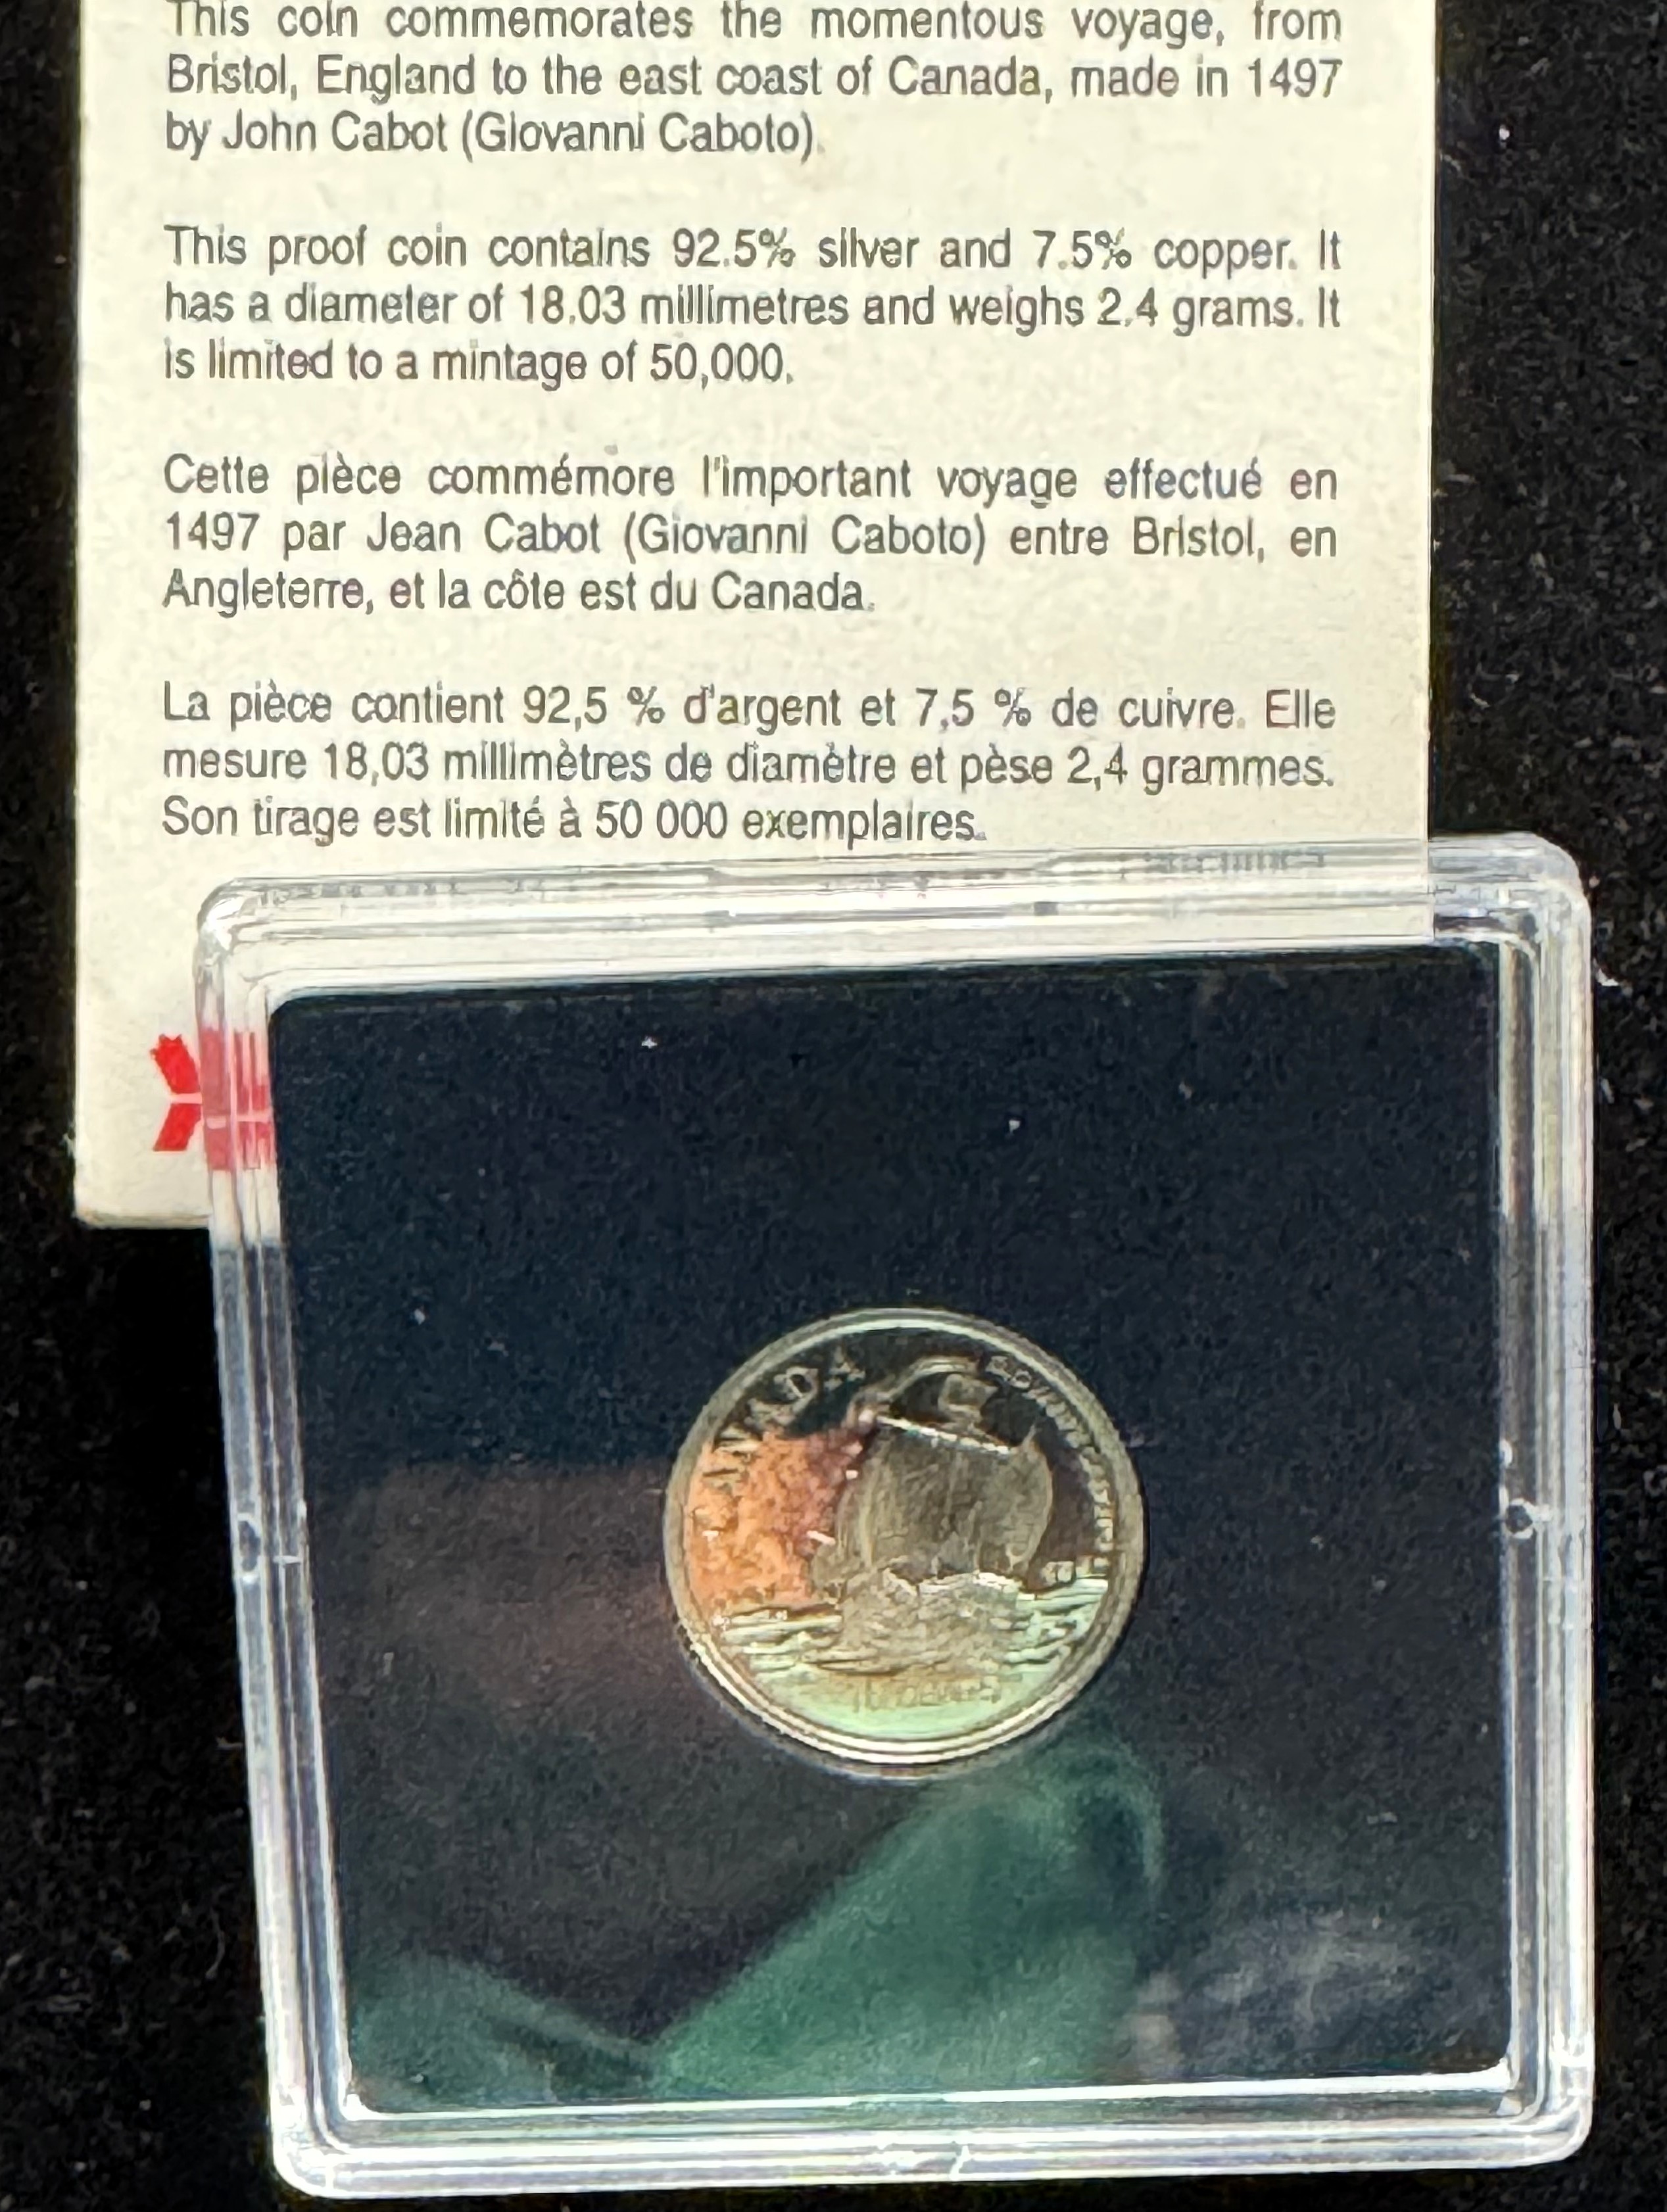 This coin commemorates the momentous voyage, from
Bristol, England to the east coast of Canada, made in 1497
by John Cabot (Giovanni Caboto).
This proof coin contains 92.5% silver and 7.5% copper. It
has a diameter of 18.03 millimetres and weighs 2.4 grams. It
is limited to a mintage of 50,000.
Cette pièce commémore l'important voyage effectué en
1497 par Jean Cabot (Giovanni Caboto) entre Bristol, en
Angleterre, et la côte est du Canada.
La pièce contient 92,5 % d'argent et 7,5 % de cuivre. Elle
mesure 18,03 millimètres de diamètre et pèse 2,4 grammes.
Son tirage est limité à 50 000 exemplaires.
CANADA